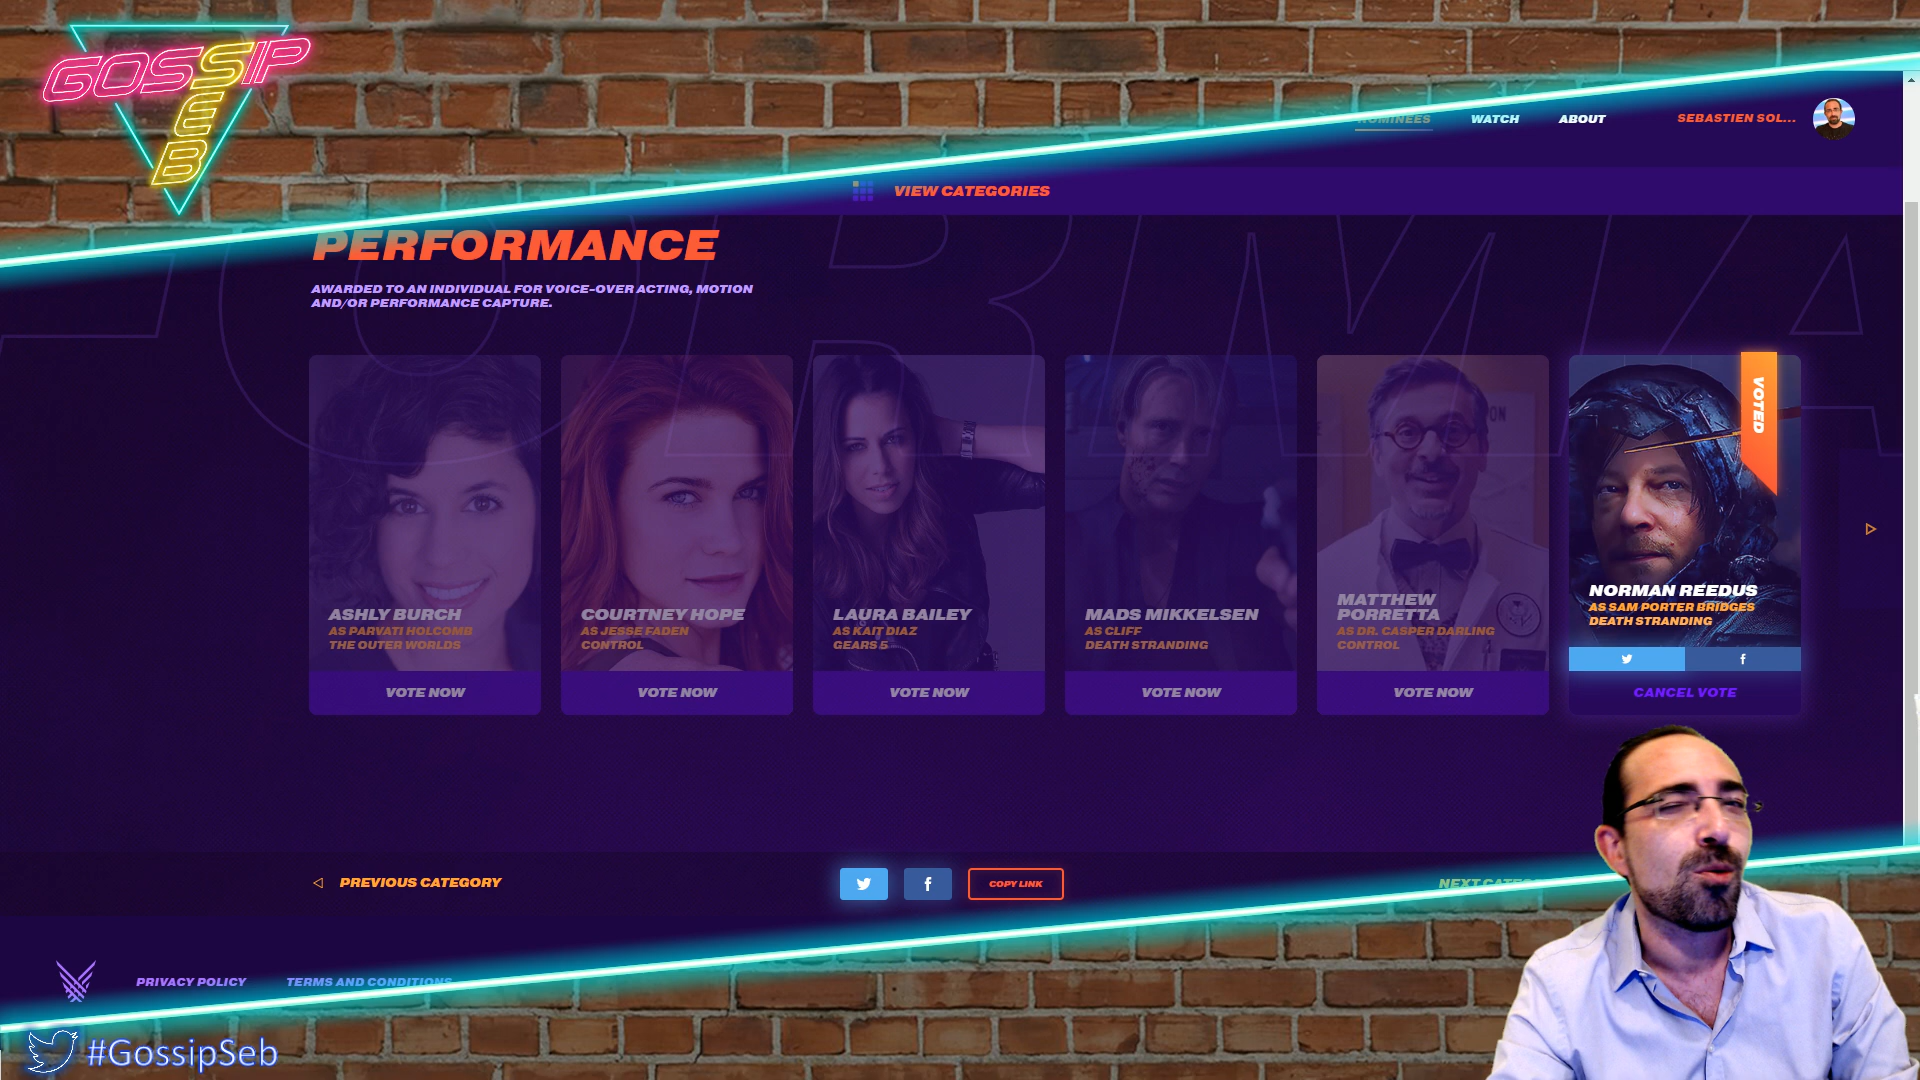 GOSSIP
SEB
NOMINEES
WATCH
ABOUT
SEBASTIEN SOL...
VIEW CATEGORIES
PERFORMANCE
AWARDED TO AN INDIVIDUAL FOR VOICE-OVER ACTING, MOTION
AND/OR PERFORMANCE CAPTURE.
VOTED
ASHLY BURCH
AS PARVATI HOLCOMB
THE OUTER WORLDS
VOTE NOW
COURTNEY HOPE
AS JESSE FADEN
CONTROL
VOTE NOW
LAURA BAILEY
AS KAIT DIAZ
GEARS 5
VOTE NOW
MADS MIKKELSEN
AS CLIFF
DEATH STRANDING
VOTE NOW
MATTHEW
PORRETTA
AS DR. CASPER DARLING
CONTROL
VOTE NOW
NORMAN REEDUS
AS SAM PORTER BRIDGES
DEATH STRANDING
CANCEL VOTE
PREVIOUS CATEGORY
COPY LINK
NEXT
PRIVACY POLICY
TERMS AND CONDITIONS
#GossipSeb